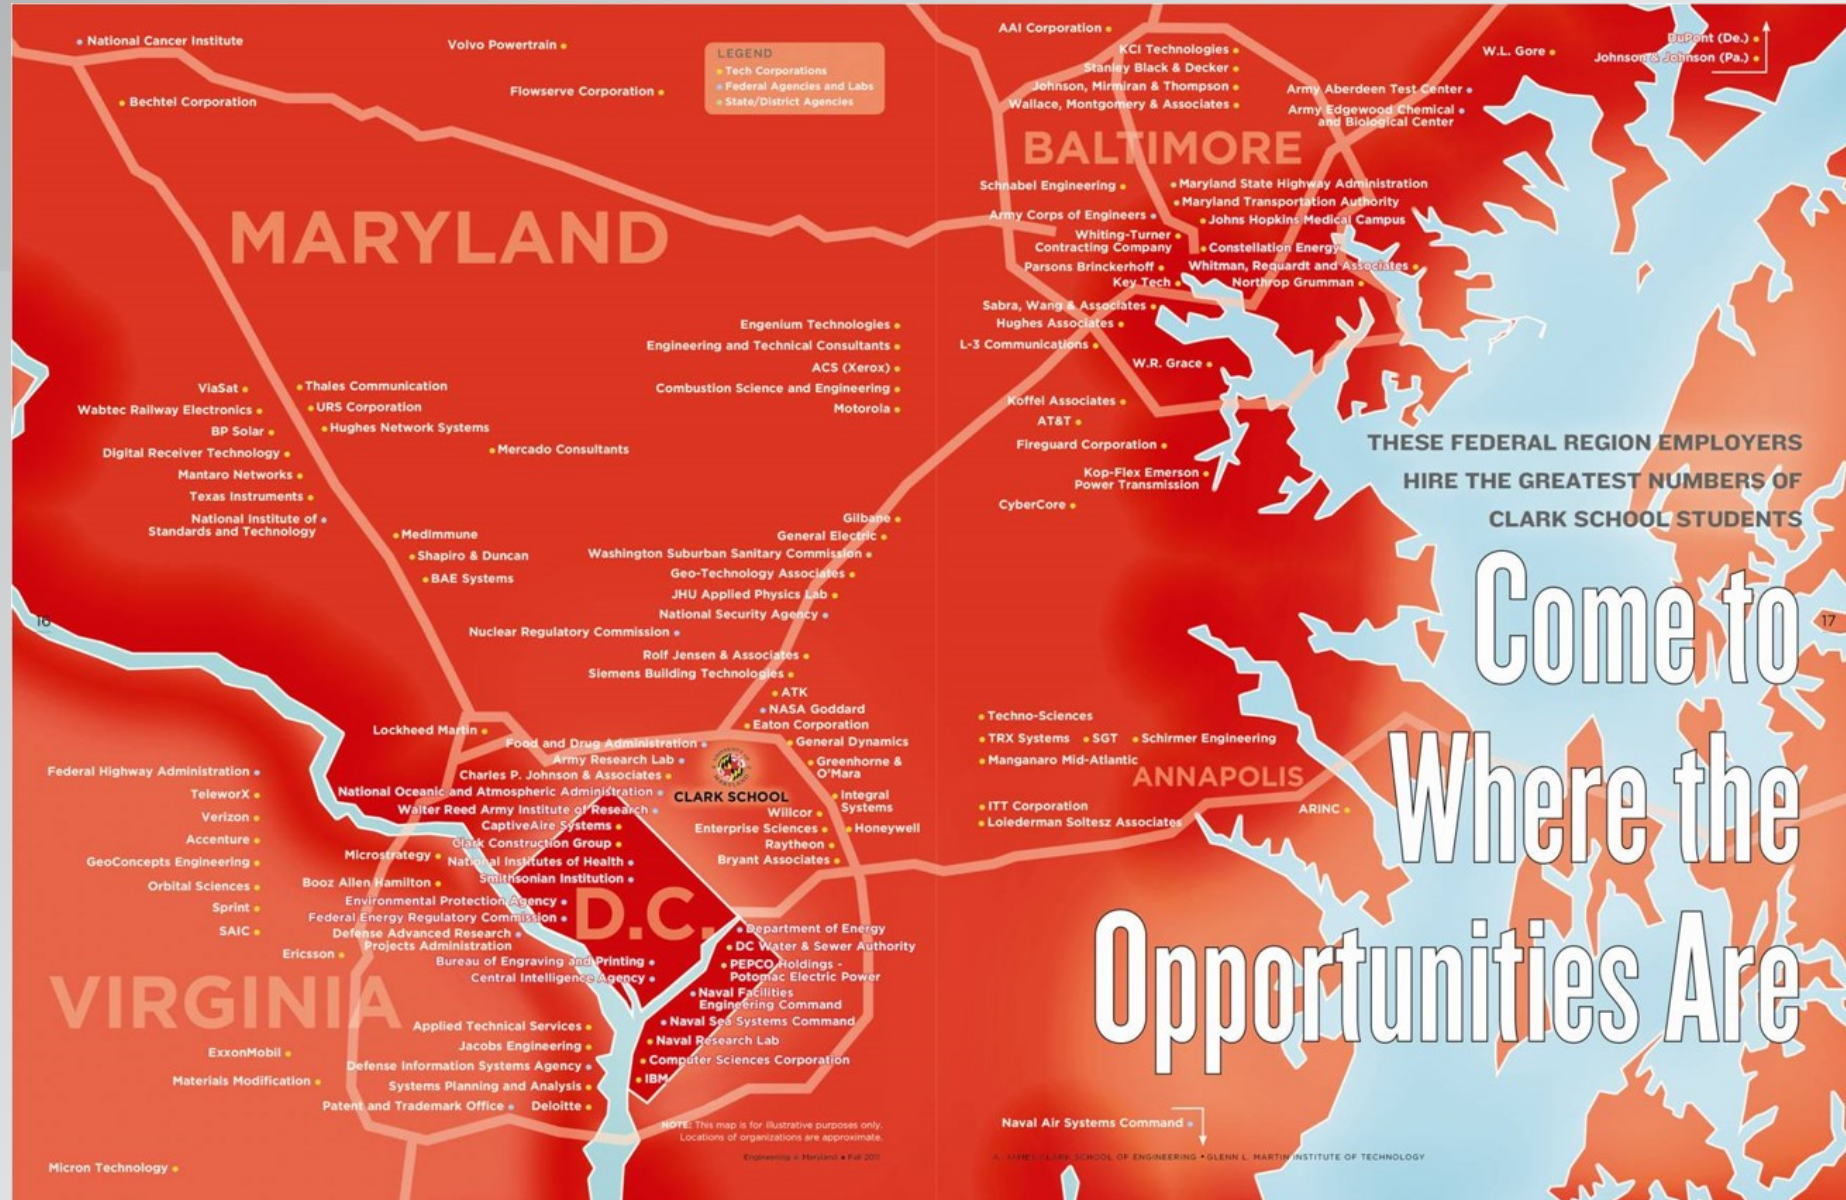 National Cancer Institute
Bechtel Corporation
Volvo Powertrain
Flowserve Corporation
LEGEND
Tech Corporations
Federal Agencies and Labs
State/District Agencies
AAI Corporation
KCI Technologies
Stanley Black & Decker
Johnson, Mirmiran & Thompson
Wallace, Montgomery & Associates
W.L. Gore
DuPont (De.)
Johnson & Johnson (Pa.)
Army Aberdeen Test Center
Army Edgewood Chemical
and Biological Center
BALTIMORE
MARYLAND
Schnabel Engineering
Maryland State Highway Administration
Maryland Transportation Authority
Army Corps of Engineers
Johns Hopkins Medical Campus
Whiting-Turner
Contracting Company
Constellation Energy
Parsons Brinckerhoff
Whitman, Requardt and Associates
Key Tech
Northrop Grumman
Sabra, Wang & Associates
Hughes Associates
L-3 Communications
W.R. Grace
Koffel Associates
AT&T
Fireguard Corporation
Kop-Flex Emerson
Power Transmission
CyberCore
Engenium Technologies
Engineering and Technical Consultants
ACS (Xerox)
Combustion Science and Engineering
Motorola
ViaSat
Thales Communication
Wabtec Railway Electronics
URS Corporation
BP Solar
Hughes Network Systems
Digital Receiver Technology
Mercado Consultants
Mantaro Networks
Texas Instruments
National Institute of
Standards and Technology
MedImmune
Shapiro & Duncan
BAE Systems
Gilbane
General Electric
Washington Suburban Sanitary Commission
Geo-Technology Associates
JHU Applied Physics Lab
National Security Agency
Nuclear Regulatory Commission
Rolf Jensen & Associates
Siemens Building Technologies
ATK
NASA Goddard
Eaton Corporation
General Dynamics
Greenhorne &
O'Mara
Integral
Systems
Honeywell
Lockheed Martin
Food and Drug Administration
Army Research Lab
Charles P. Johnson & Associates
National Oceanic and Atmospheric Administration
Walter Reed Army Institute of Research
CaptiveAire Systems
Clark Construction Group
National Institutes of Health
Smithsonian Institution
CLARK SCHOOL
Willcor
Enterprise Sciences
Raytheon
Bryant Associates
16
Federal Highway Administration
TeleworX
Verizon
Accenture
GeoConcepts Engineering
Orbital Sciences
Sprint
SAIC
Microstrategy
Booz Allen Hamilton
Environmental Protection Agency
Federal Energy Regulatory Commission
Defense Advanced Research
Projects Administration
Ericsson
Bureau of Engraving and Printing
Central Intelligence Agency
D.C.
Department of Energy
DC Water & Sewer Authority
PEPCO Holdings -
Potomac Electric Power
Naval Facilities
Engineering Command
Naval Sea Systems Command
Naval Research Lab
Computer Sciences Corporation
IBM
VIRGINIA
Applied Technical Services
Jacobs Engineering
ExxonMobil
Defense Information Systems Agency
Materials Modification
Systems Planning and Analysis
Patent and Trademark Office
Deloitte
Micron Technology
NOTE: This map is for illustrative purposes only.
Locations of organizations are approximate.
Engineering @ Maryland • Fall 2011
Techno-Sciences
TRX Systems
SGT
Schirmer Engineering
Manganaro Mid-Atlantic
ANNAPOLIS
ITT Corporation
Loiederman Soltesz Associates
ARINC
THESE FEDERAL REGION EMPLOYERS
HIRE THE GREATEST NUMBERS OF
CLARK SCHOOL STUDENTS
Come to
Where the
Opportunities Are
17
Naval Air Systems Command
A. JAMES CLARK SCHOOL OF ENGINEERING • GLENN L. MARTIN INSTITUTE OF TECHNOLOGY